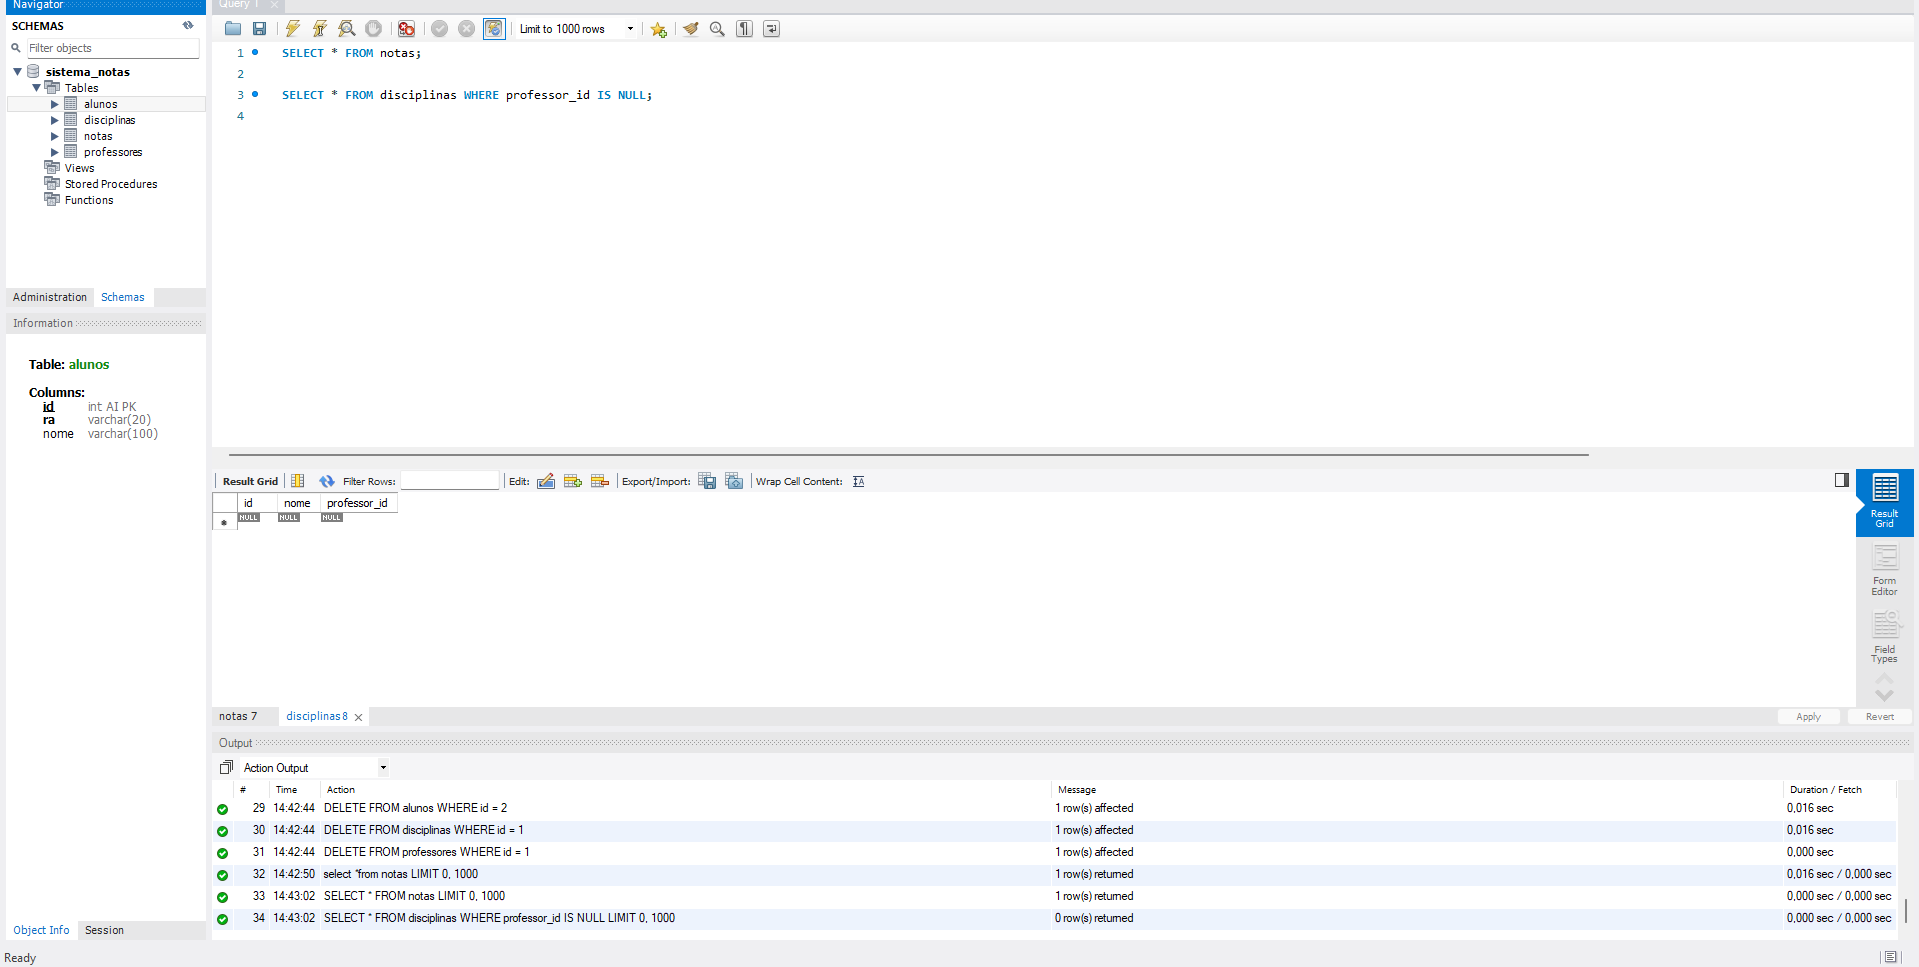 Navigator
SCHEMAS
Filter objects
sistema_notas
Tables
alunos
disciplinas
notas
professores
Views
Stored Procedures
Functions
Administration Schemas
Information
Table: alunos
Columns:
id int AI PK
ra varchar(20)
nome varchar(100)
Object Info Session
Ready
Query 1
Limit to 1000 rows
1 SELECT * FROM notas;
2
3 SELECT * FROM disciplinas WHERE professor_id IS NULL;
4
Result Grid Filter Rows: Edit: Export/Import: Wrap Cell Content:
id nome professor_id
NULL NULL NULL
Result
Grid
Form
Editor
Field
Types
notas 7 disciplinas8
Apply Revert
Output
Action Output
# Time Action Message Duration / Fetch
29 14:42:44 DELETE FROM alunos WHERE id = 2 1 row(s) affected 0,016 sec
30 14:42:44 DELETE FROM disciplinas WHERE id = 1 1 row(s) affected 0,016 sec
31 14:42:44 DELETE FROM professores WHERE id = 1 1 row(s) affected 0,000 sec
32 14:42:50 select *from notas LIMIT 0, 1000 1 row(s) returned 0,016 sec / 0,000 sec
33 14:43:02 SELECT * FROM notas LIMIT 0, 1000 1 row(s) returned 0,000 sec / 0,000 sec
34 14:43:02 SELECT * FROM disciplinas WHERE professor_id IS NULL LIMIT 0, 1000 0 row(s) returned 0,000 sec / 0,000 sec